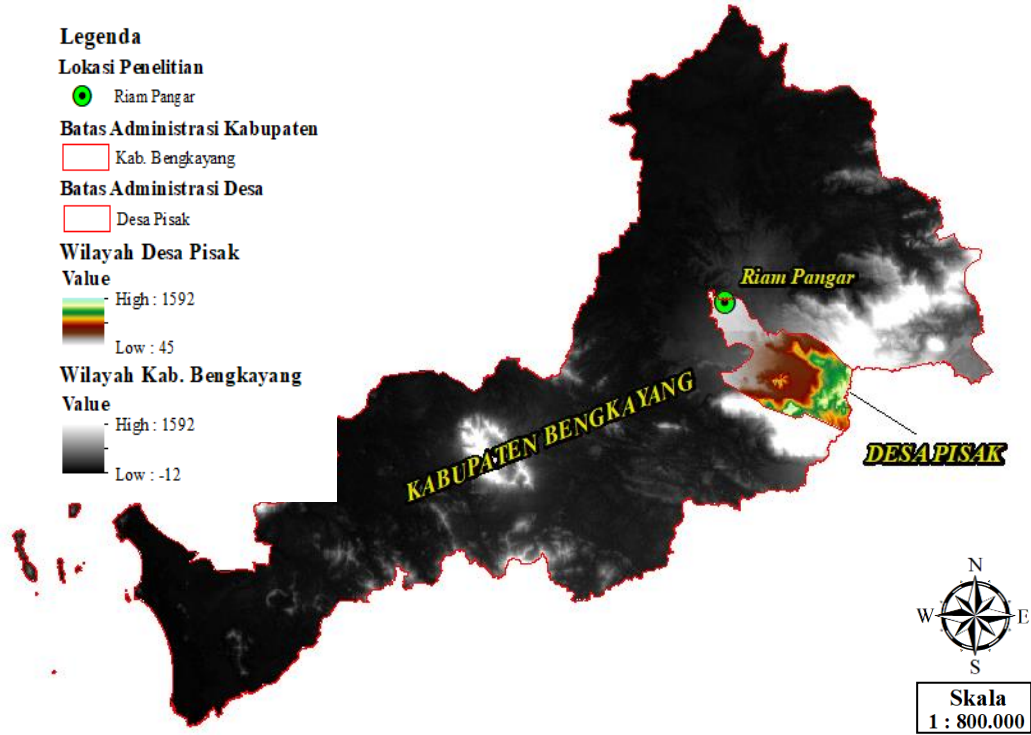 Legenda
Lokasi Penelitian
Riam Pangar
Batas Administrasi Kabupaten
Kab. Bengkayang
Batas Administrasi Desa
Desa Pisak
Wilayah Desa Pisak
Value
High : 1592
Low : 45
Wilayah Kab. Bengkayang
Value
High : 1592
Low : -12
Riam Pangar
KABUPATEN BENGKAYANG
DESA PISAK
N
W
E
S
Skala
1 : 800.000